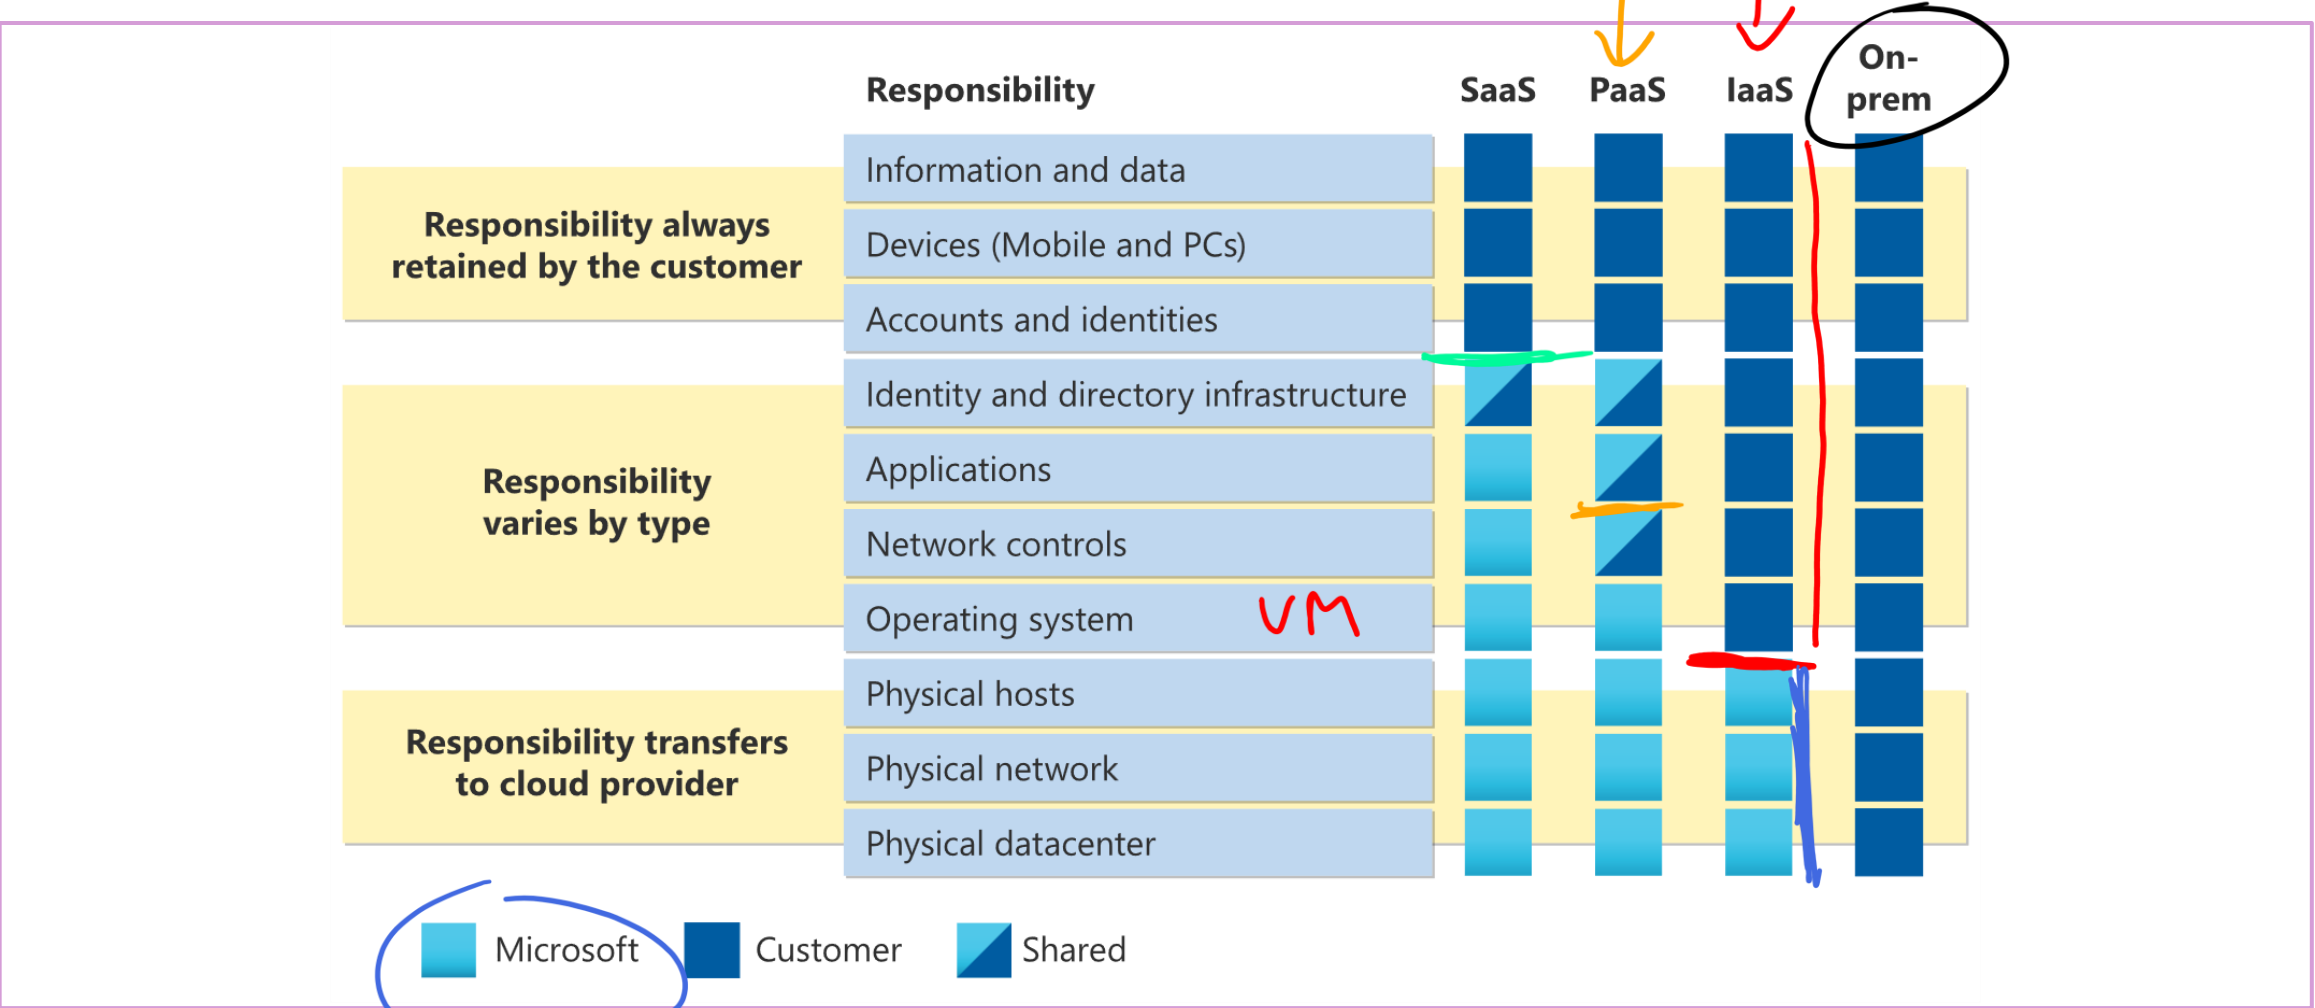 Responsibility SaaS PaaS IaaS On-
prem
Responsibility always
retained by the customer
Information and data
Devices (Mobile and PCs)
Accounts and identities
Responsibility
varies by type
Identity and directory infrastructure
Applications
Network controls
Operating system VM
Responsibility transfers
to cloud provider
Physical hosts
Physical network
Physical datacenter
Microsoft Customer Shared